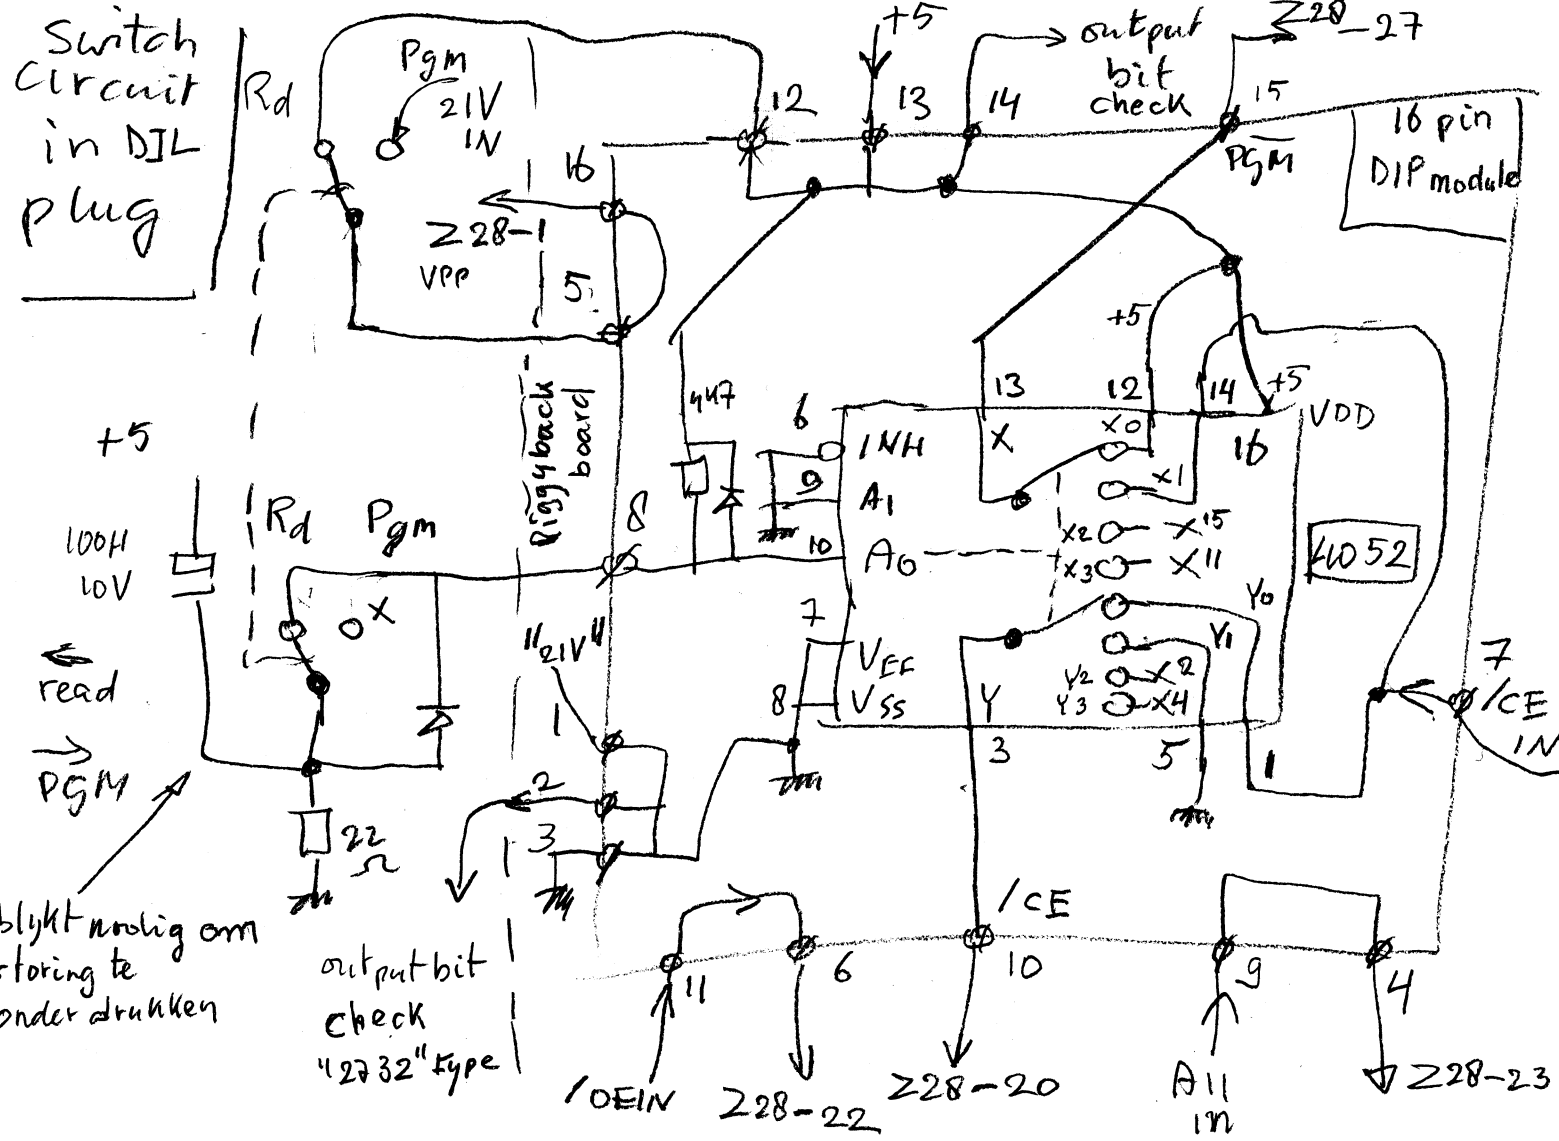 Switch
Circuit
in DIL
plug
Rd
Pgm
21V
IN
+5
output
bit
check
Z28-27
12
13
14
15
PGM
16 pin
DIP module
16
Z28-1
VPP
5
+5
4K7
Piggyback
board
13
12
14
+5
VDD
6
INH
X
X0
16
9
A1
X1
X2
X15
10
A0
X3
X11
4052
+5
100µ
10V
Rd
Pgm
X
8
7
VEE
Y0
Y1
"21V"
8
VSS
Y
Y2
X2
Y3
X4
7
/CE
IN
read
PGM
1
2
3
3
5
1
22
Ω
blijkt nodig om
storing te
onderdrukken
output bit
check
"2732" type
/CE
11
6
10
9
4
/OEIN
Z28-22
Z28-20
A11
in
Z28-23